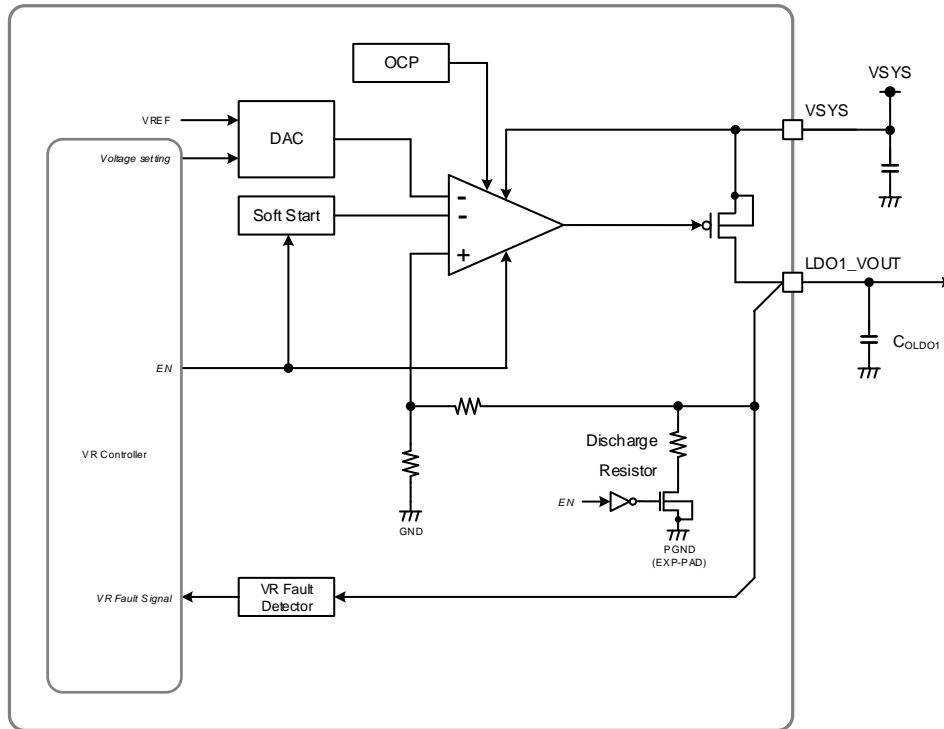 OCP
VSYS
VSYS
VREF
DAC
Voltage setting
Soft Start
-
-
+
LDO1_VOUT
COLDO1
EN
Discharge
Resistor
VR Controller
EN
GND
PGND
(EXP-PAD)
VR Fault Signal
VR Fault
Detector